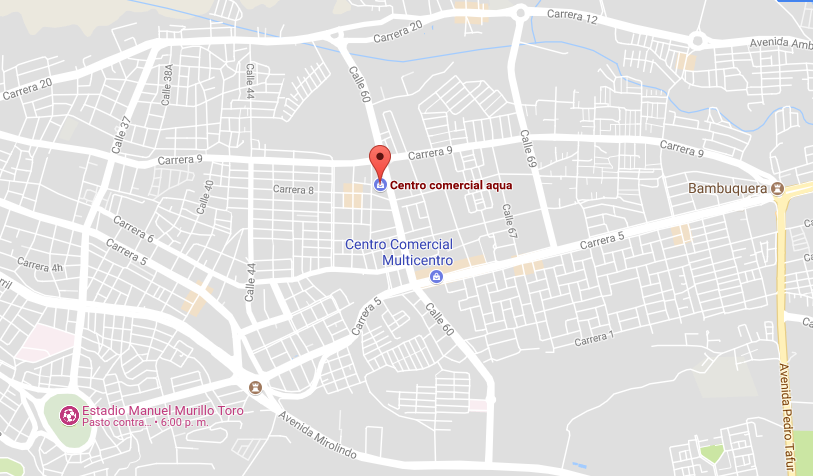 Carrera 20
Carrera 12
Avenida Amb
Carrera 20
Calle 38A
Calle 44
Calle 60
Calle 37
Calle 69
Carrera 9
Carrera 9
Carrera 9
Centro comercial aqua
Carrera 8
Calle 40
Bambuquera
Calle 67
Carrera 6
Carrera 5
Carrera 5
Centro Comercial
Multicentro
Carrera 4h
Calle 44
rril
Carrera 5
Calle 60
Carrera 1
Estadio Manuel Murillo Toro
Pasto contra... • 6:00 p. m.
Avenida Mirolindo
Avenida Pedro Tafur